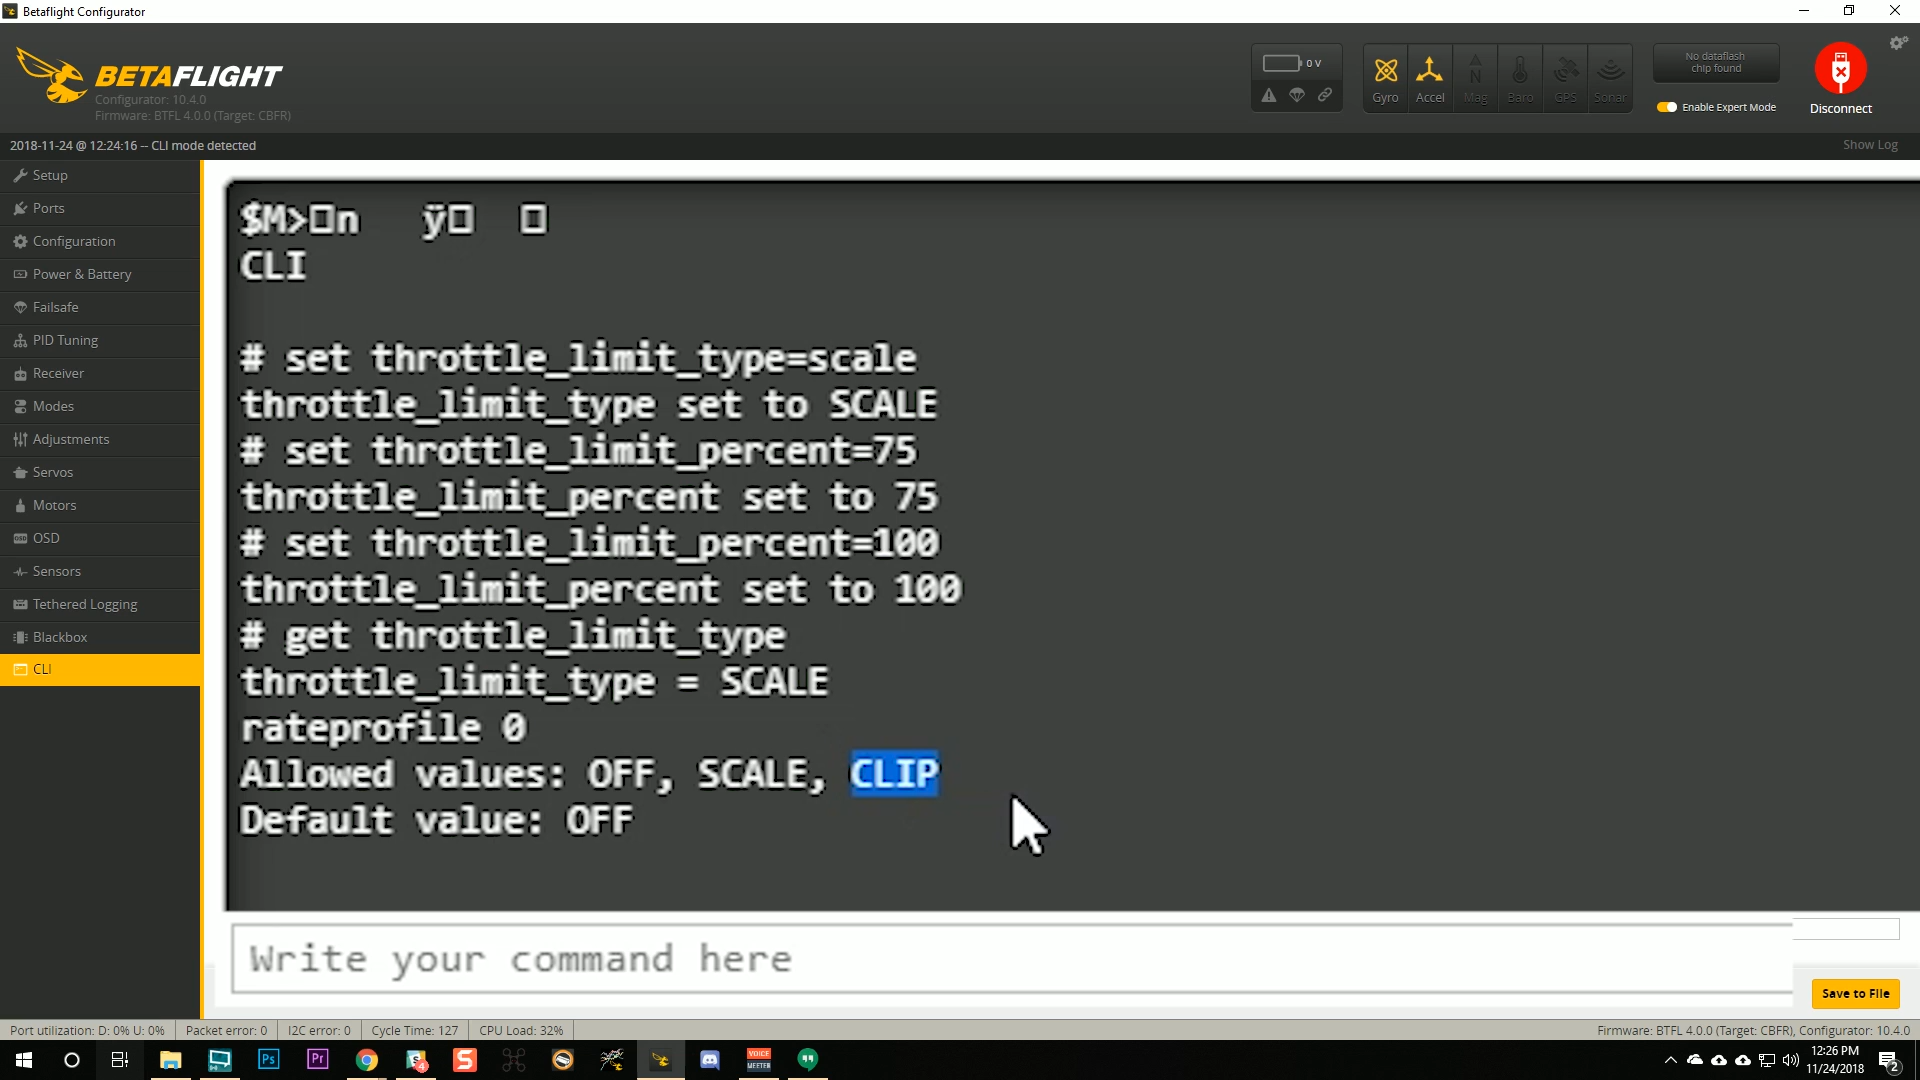 Betaflight Configurator
BETAFLIGHT
Configurator: 10.4.0
Firmware: BTFL 4.0.0 (Target: CBFR)
0 V
Gyro
Accel
Mag
Baro
GPS
Sonar
No dataflash
chip found
Enable Expert Mode
Disconnect
2018-11-24 @ 12:24:16 -- CLI mode detected
Show Log
Setup
Ports
Configuration
Power & Battery
Failsafe
PID Tuning
Receiver
Modes
Adjustments
Servos
Motors
OSD
Sensors
Tethered Logging
Blackbox
CLI
$M>□n ÿ□ □
CLI
# set throttle_limit_type=scale
throttle_limit_type set to SCALE
# set throttle_limit_percent=75
throttle_limit_percent set to 75
# set throttle_limit_percent=100
throttle_limit_percent set to 100
# get throttle_limit_type
throttle_limit_type = SCALE
rateprofile 0
Allowed values: OFF, SCALE, CLIP
Default value: OFF
Write your command here
Save to File
Port utilization: D: 0% U: 0%
Packet error: 0
I2C error: 0
Cycle Time: 127
CPU Load: 32%
Firmware: BTFL 4.0.0 (Target: CBFR), Configurator: 10.4.0
Ps
Pr
4
S
VOICE
MEETER
12:26 PM
11/24/2018
2